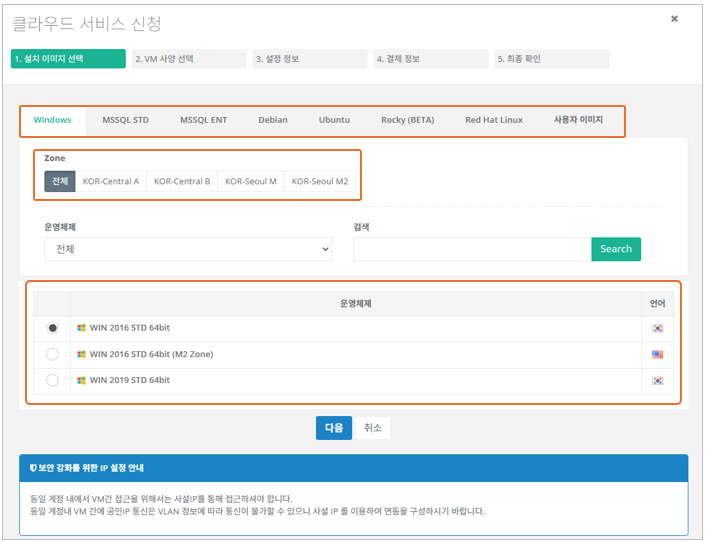 클라우드 서비스 신청
1. 설치 이미지 선택
2. VM 사양 선택
3. 설정 정보
4. 결제 정보
5. 최종 확인
Windows
MSSQL STD
MSSQL ENT
Debian
Ubuntu
Rocky (BETA)
Red Hat Linux
사용자 이미지
Zone
전체
KOR-Central A
KOR-Central B
KOR-Seoul M
KOR-Seoul M2
운영체제
검색
전체
Search
운영체제
언어
WIN 2016 STD 64bit
WIN 2016 STD 64bit (M2 Zone)
WIN 2019 STD 64bit
다음
취소
보안 강화를 위한 IP 설정 안내
동일 계정 내에서 VM간 접근을 위해서는 사설IP를 통해 접근하셔야 합니다.
동일 계정내 VM 간에 공인IP 통신은 VLAN 정보에 따라 통신이 불가할 수 있으니 사설 IP 를 이용하여 연동을 구성하시기 바랍니다.